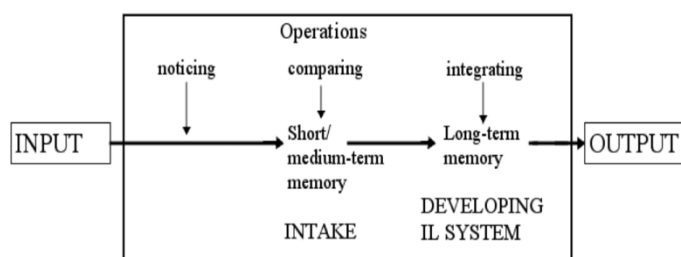 Operations
noticing
comparing
integrating
INPUT
Short/
medium-term
memory
Long-term
memory
OUTPUT
INTAKE
DEVELOPING
IL SYSTEM